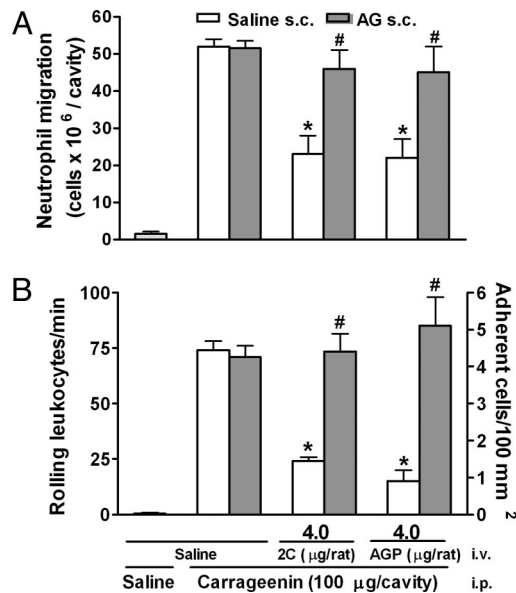 A
Saline s.c.
AG s.c.
Neutrophil migration
(cells x 10 6 / cavity)
60
50
40
30
20
10
0
*
#
*
#
B
Rolling leukocytes/min
100
75
50
25
0
*
#
*
#
6
5
4
3
2
1
0
Adherent cells/100 mm 2
4.0
4.0
Saline
2C ( μg/rat)
AGP ( μg/rat)
i.v.
Saline
Carrageenin (100 μg/cavity)
i.p.